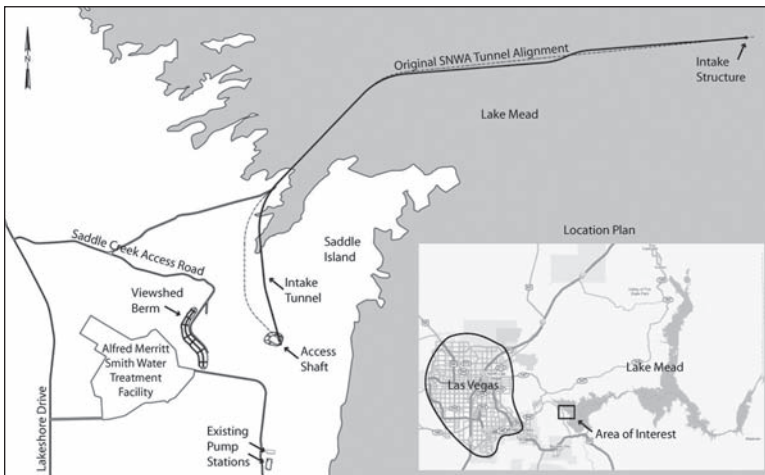 N
Original SNWA Tunnel Alignment
Intake
Structure
Lake Mead
Saddle Creek Access Road
Saddle
Island
Viewshed
Berm
Intake
Tunnel
Alfred Merritt
Smith Water
Treatment
Facility
Access
Shaft
Lakeshore Drive
Existing
Pump
Stations
Location Plan
Las Vegas
Lake Mead
Area of Interest